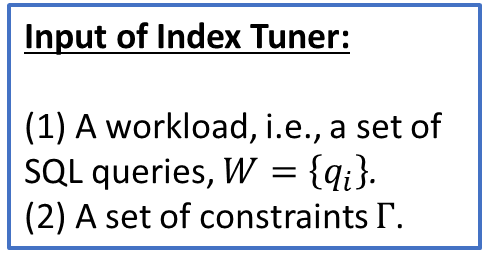 Input of Index Tuner:
(1) A workload, i.e., a set of
SQL queries, W = {qᵢ}.
(2) A set of constraints Γ.